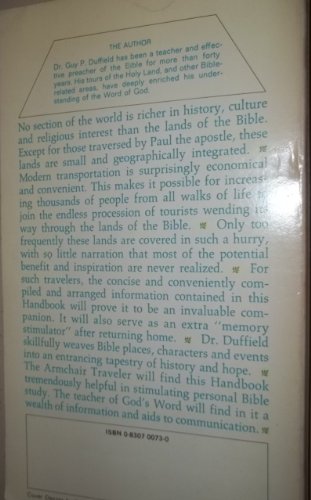 THE AUTHOR
Dr. Guy P. Duffield has been a teacher and effec-
tive preacher of the Bible for more than forty
years. His tours of the Holy Land, and other Bible-
related areas, have deeply enriched his under-
standing of the Word of God.
No section of the world is richer in history, culture
and religious interest than the lands of the Bible.
Except for those traversed by Paul the apostle, these
lands are small and geographically integrated.
Modern transportation is surprisingly economical
and convenient. This makes it possible for increas-
ing thousands of people from all walks of life to
join the endless procession of tourists wending its
way through the lands of the Bible. Only too
frequently these lands are covered in such a hurry,
with so little narration that most of the potential
benefit and inspiration are never realized. For
such travelers, the concise and conveniently com-
piled and arranged information contained in this
Handbook will prove it to be an invaluable com-
panion. It will also serve as an extra "memory
stimulator" after returning home. Dr. Duffield
skillfully weaves Bible places, characters and events
into an entrancing tapestry of history and hope.
The Armchair Traveler will find this Handbook
tremendously helpful in stimulating personal Bible
study. The teacher of God's Word will find in it a
wealth of information and aids to communication.
ISBN 0-8307 0073-0
Cover Design